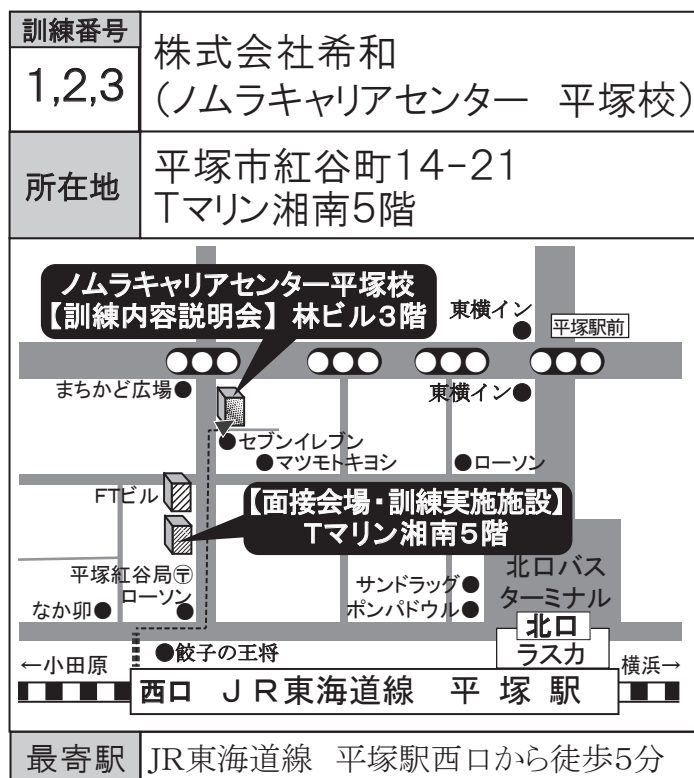 訓練番号
1,2,3
株式会社希和
(ノムラキャリアセンター　平塚校)
所在地
平塚市紅谷町14-21
Tマリン湘南5階
ノムラキャリアセンター平塚校
【訓練内容説明会】林ビル3階
東横イン
平塚駅前
まちかど広場
東横イン
セブンイレブン
マツモトキヨシ
ローソン
FTビル
【面接会場・訓練実施施設】
Tマリン湘南5階
平塚紅谷局〶
ローソン
なか卯
サンドラッグ
ポンパドウル
北口バス
ターミナル
北口
ラスカ
←小田原
餃子の王将
横浜→
西口　JR東海道線　平塚駅
最寄駅
JR東海道線　平塚駅西口から徒歩5分